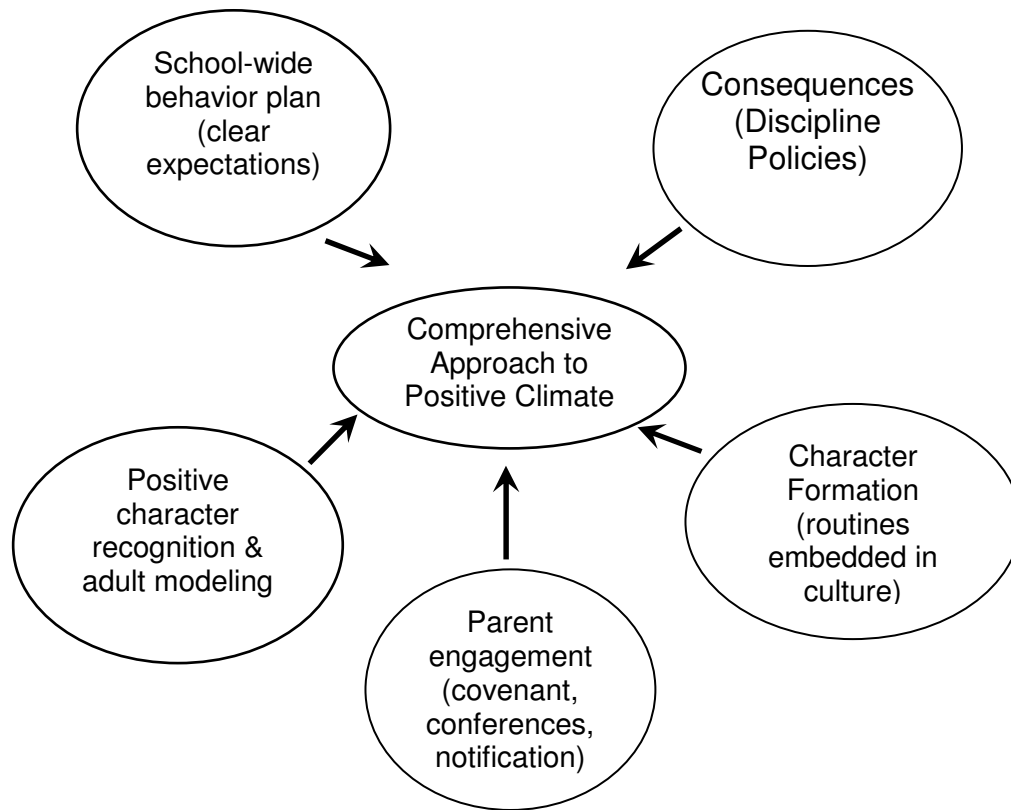 School-wide
behavior plan
(clear
expectations)
Consequences
(Discipline
Policies)
Comprehensive
Approach to
Positive Climate
Positive
character
recognition &
adult modeling
Character
Formation
(routines
embedded in
culture)
Parent
engagement
(covenant,
conferences,
notification)